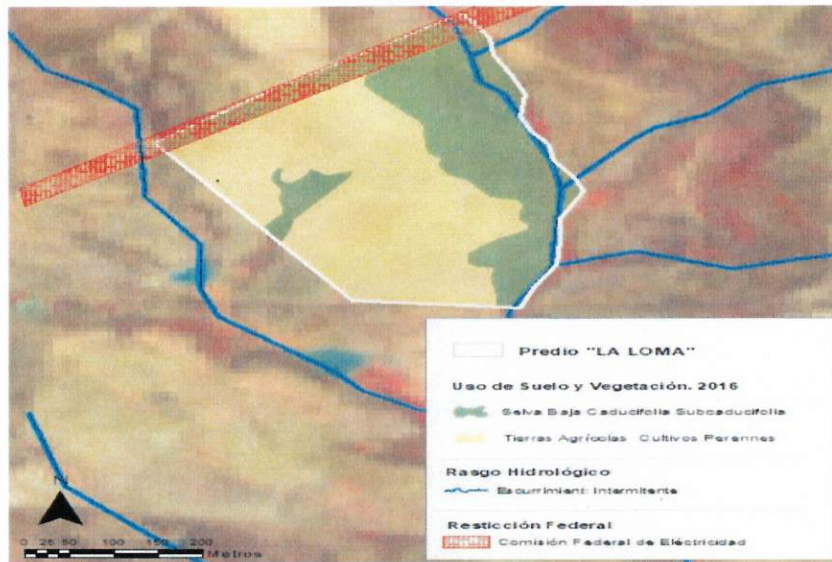 Predio "LA LOMA"
Uso de Suelo y Vegetación. 2016
Selva Baja Caducifolia Subcaducifolia
Tierras Agrícolas Cultivos Perennes
Rasgo Hidrológico
Escurrimient. Intermitente
Resticción Federal
Comisión Federal de Eléctricidad
N
0 25 50 100 150 200
Metros